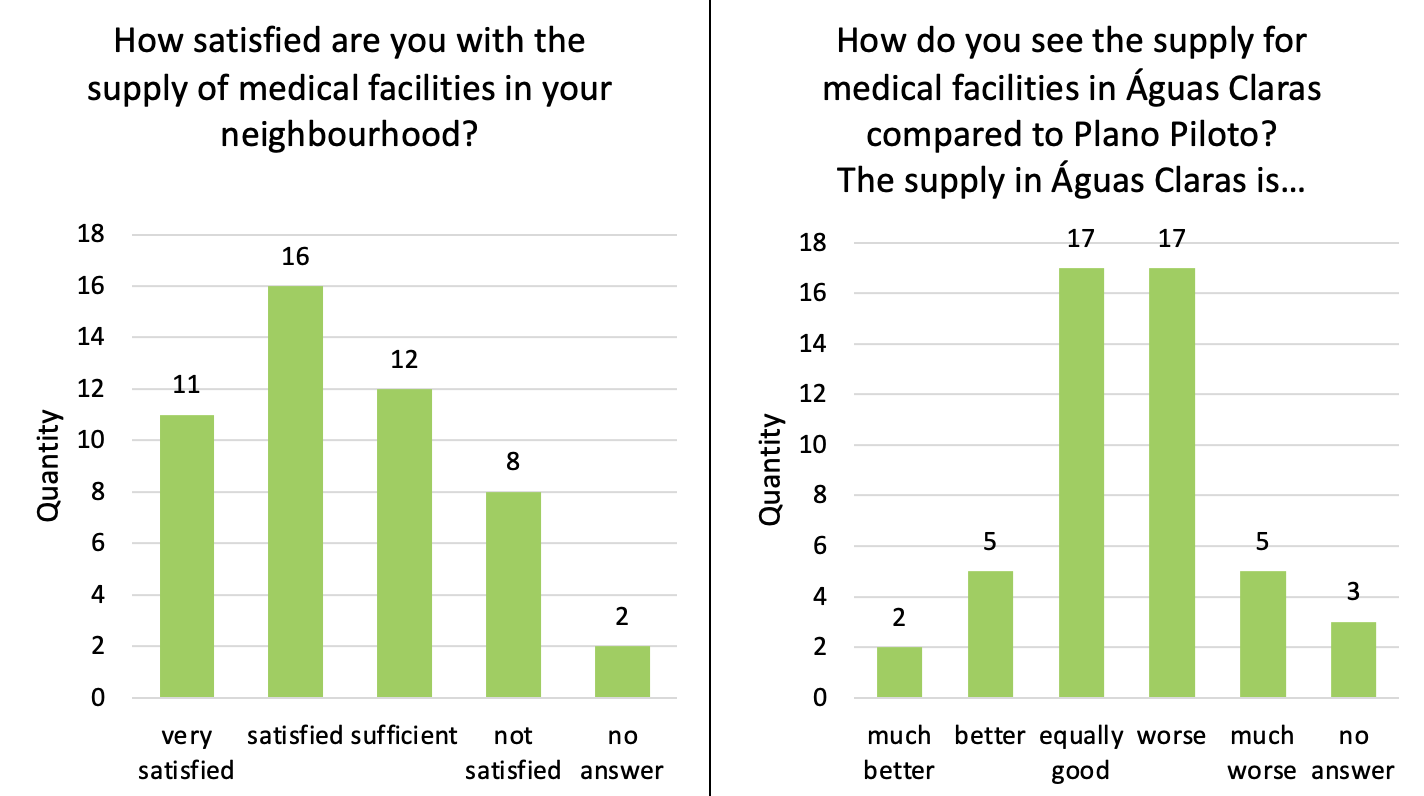 How satisfied are you with the
supply of medical facilities in your
neighbourhood?
18
16
14
12
10
8
6
4
2
0
Quantity
11
16
12
8
2
very satisfied
satisfied
sufficient
not satisfied
no answer
How do you see the supply for
medical facilities in Águas Claras
compared to Plano Piloto?
The supply in Águas Claras is...
18
16
14
12
10
8
6
4
2
0
Quantity
2
5
17
17
5
3
much better
better
equally good
worse
much worse
no answer